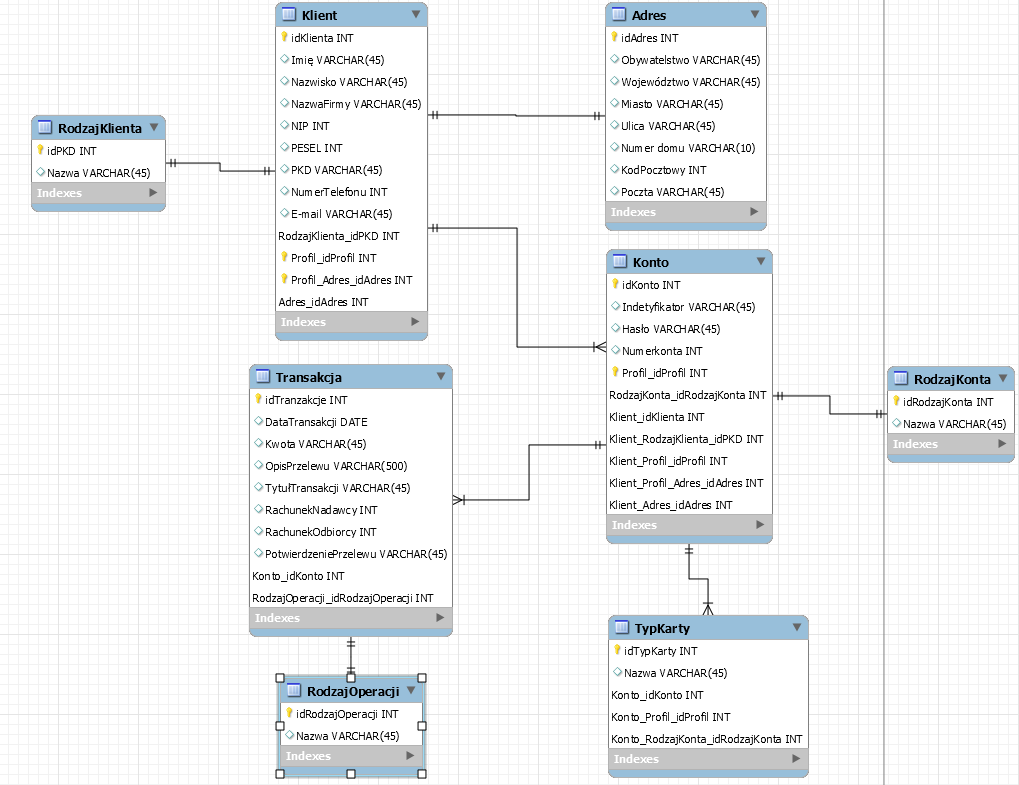 Klient
idKlienta INT
Imię VARCHAR(45)
Nazwisko VARCHAR(45)
NazwaFirmy VARCHAR(45)
NIP INT
PESEL INT
PKD VARCHAR(45)
NumerTelefonu INT
E-mail VARCHAR(45)
RodzajKlienta_idPKD INT
Profil_idProfil INT
Profil_Adres_idAdres INT
Adres_idAdres INT
Indexes
Adres
idAdres INT
Obywatelstwo VARCHAR(45)
Województwo VARCHAR(45)
Miasto VARCHAR(45)
Ulica VARCHAR(45)
Numer domu VARCHAR(10)
KodPocztowy INT
Poczta VARCHAR(45)
Indexes
RodzajKlienta
idPKD INT
Nazwa VARCHAR(45)
Indexes
Konto
idKonto INT
Indetyfikator VARCHAR(45)
Hasło VARCHAR(45)
Numerkonta INT
Profil_idProfil INT
RodzajKonta_idRodzajKonta INT
Klient_idKlienta INT
Klient_RodzajKlienta_idPKD INT
Klient_Profil_idProfil INT
Klient_Profil_Adres_idAdres INT
Klient_Adres_idAdres INT
Indexes
RodzajKonta
idRodzajKonta INT
Nazwa VARCHAR(45)
Indexes
Transakcja
idTranzakcje INT
DataTranzakcji DATE
Kwota VARCHAR(45)
OpisPrzelewu VARCHAR(500)
TytułTransakcji VARCHAR(45)
RachunekNadawcy INT
RachunekOdbiorcy INT
PotwierdzeniePrzelewu VARCHAR(45)
Konto_idKonto INT
RodzajOperacji_idRodzajOperacji INT
Indexes
RodzajOperacji
idRodzajOperacji INT
Nazwa VARCHAR(45)
Indexes
TypKarty
idTypKarty INT
Nazwa VARCHAR(45)
Konto_idKonto INT
Konto_Profil_idProfil INT
Konto_RodzajKonta_idRodzajKonta INT
Indexes